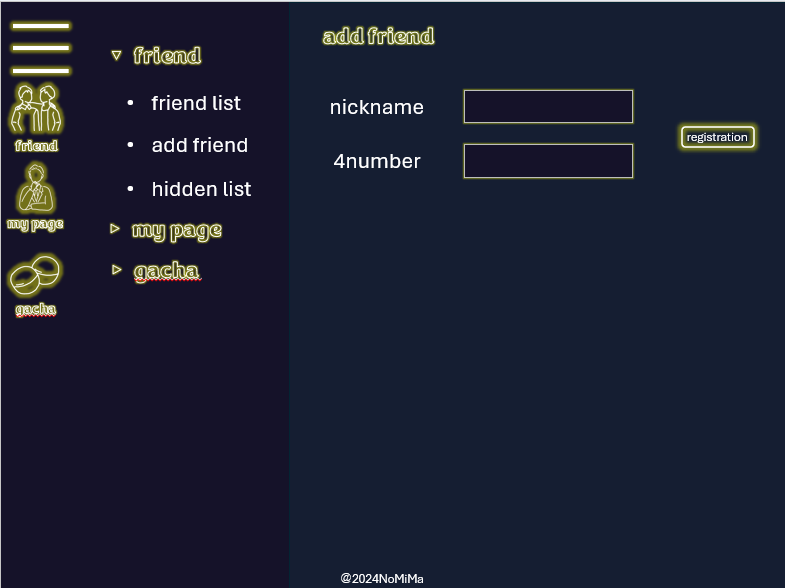 friend
my page
gacha
friend
• friend list
• add friend
• hidden list
my page
gacha
add friend
nickname
4number
registration
@2024NoMiMa